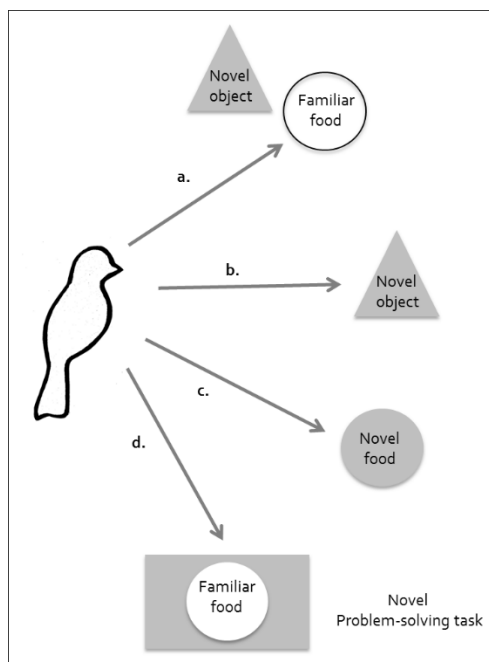 Novel
object
Familiar
food
a.
b.
Novel
object
c.
Novel
food
d.
Familiar
food
Novel
Problem-solving task